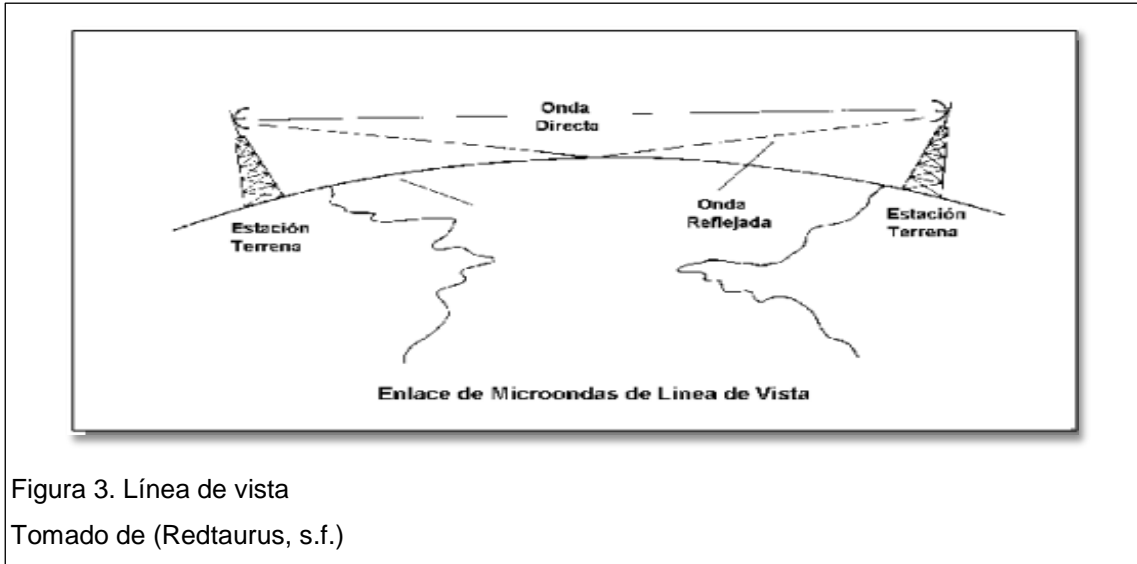 Onda
Directa
Onda
Reflejada
Estación
Terrena
Estación
Terrena
Enlace de Microondas de Linea de Vista
Figura 3. Línea de vista
Tomado de (Redtaurus, s.f.)